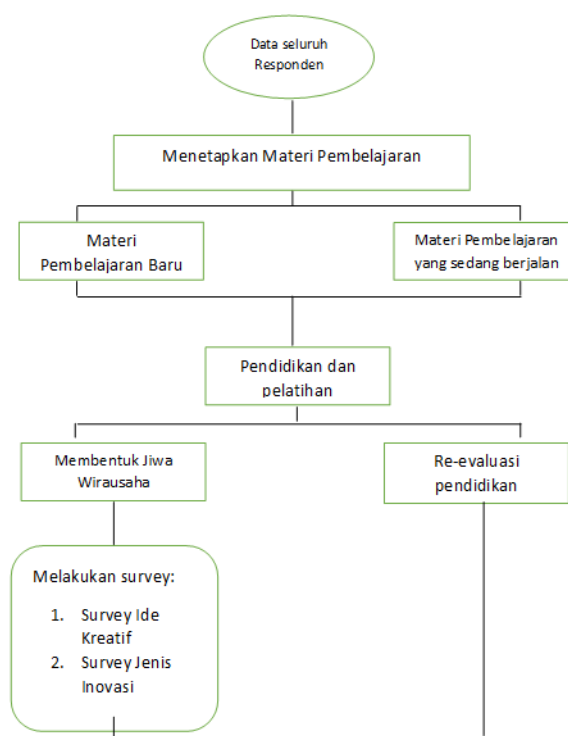 Data seluruh
Responden
Menetapkan Materi Pembelajaran
Materi
Pembelajaran Baru
Materi Pembelajaran
yang sedang berjalan
Pendidikan dan
pelatihan
Membentuk Jiwa
Wirausaha
Re-evaluasi
pendidikan
Melakukan survey:
1. Survey Ide
Kreatif
2. Survey Jenis
Inovasi